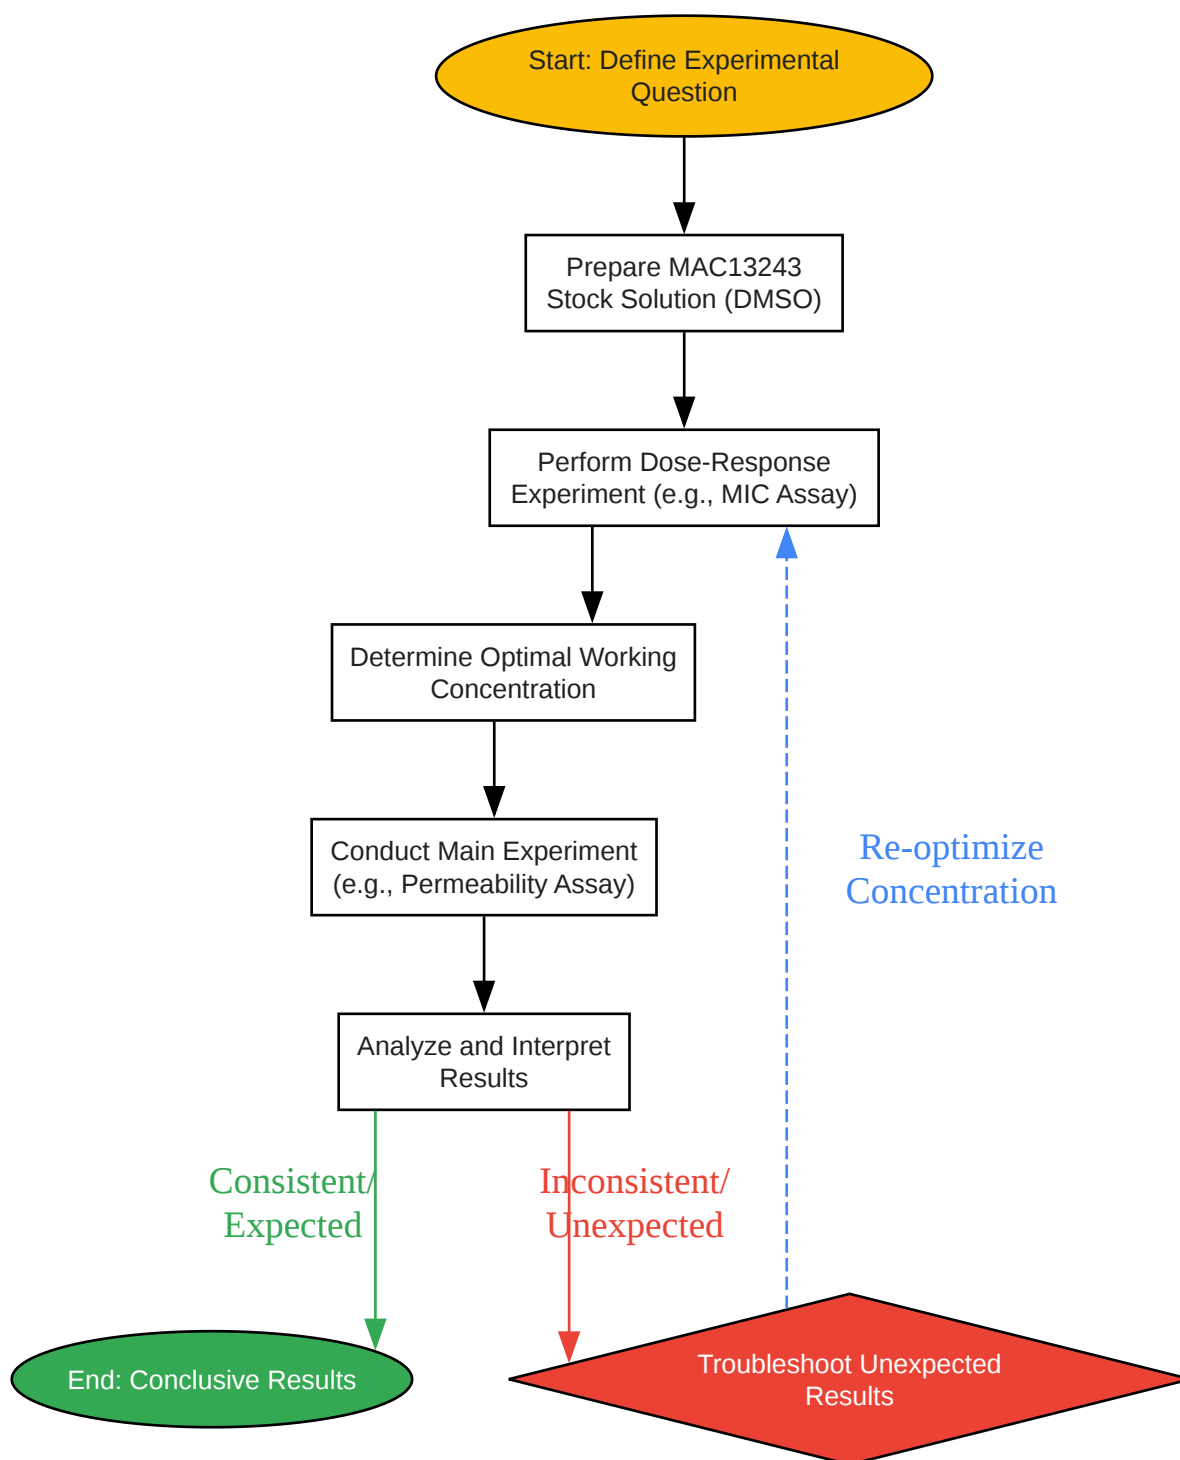 Start: Define Experimental
Question
Prepare MAC13243
Stock Solution (DMSO)
Perform Dose-Response
Experiment (e.g., MIC Assay)
Determine Optimal Working
Concentration
Conduct Main Experiment
(e.g., Permeability Assay)
Re-optimize
Concentration
Analyze and Interpret
Results
Consistent/
Expected
Inconsistent/
Unexpected
End: Conclusive Results
Troubleshoot Unexpected
Results